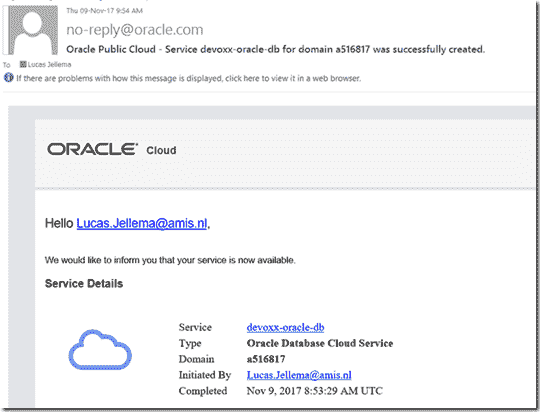 Thu 09-Nov-17 9:54 AM
no-reply@oracle.com
Oracle Public Cloud - Service devoxx-oracle-db for domain a516817 was successfully created.
To Lucas Jellema
If there are problems with how this message is displayed, click here to view it in a web browser.
ORACLE® Cloud
Hello Lucas.Jellema@amis.nl,
We would like to inform you that your service is now available.
Service Details
Service devoxx-oracle-db
Type Oracle Database Cloud Service
Domain a516817
Initiated By Lucas.Jellema@amis.nl
Completed Nov 9, 2017 8:53:29 AM UTC